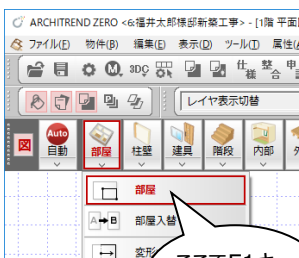 ARCHITREND ZERO <6:福井太郎様邸新築工事> - [1階 平面
ファイル(F) 物件(B) 編集(E) 表示(D) ツール(T) 属性(
3DC 仕様 整合 申
レイヤ表示切替
図 Auto 自動 部屋 柱壁 建具 階段 内部
部屋
A→B 部屋入替
変形